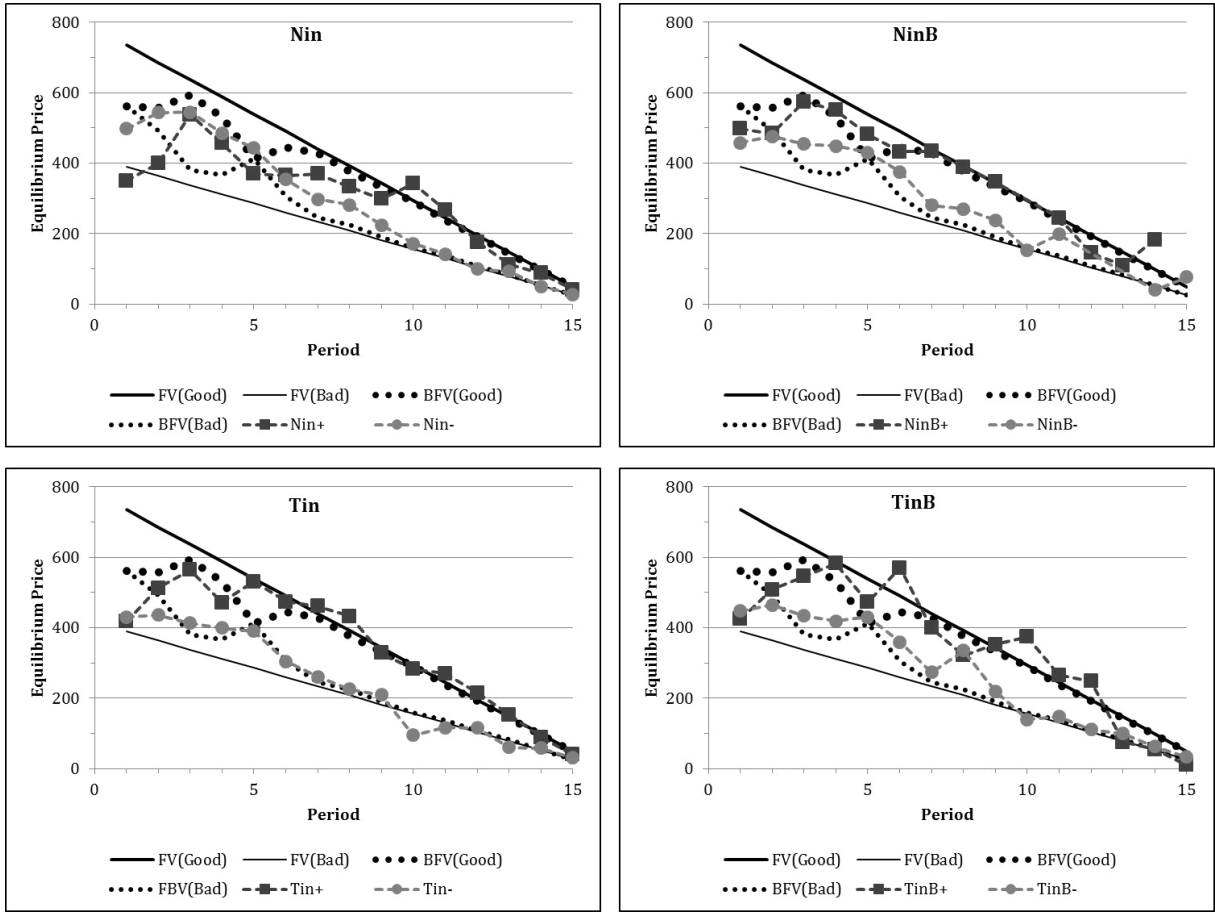 Nin
800
600
400
200
0
0 5 10 15
Equilibrium Price
Period
FV(Good) FV(Bad) BFV(Good)
BFV(Bad) Nin+ Nin-
NinB
800
600
400
200
0
0 5 10 15
Equilibrium Price
Period
FV(Good) FV(Bad) BFV(Good)
BFV(Bad) NinB+ NinB-
Tin
800
600
400
200
0
0 5 10 15
Equilibrium Price
Period
FV(Good) FV(Bad) BFV(Good)
FBV(Bad) Tin+ Tin-
TinB
800
600
400
200
0
0 5 10 15
Equilibrium Price
Period
FV(Good) FV(Bad) BFV(Good)
BFV(Bad) TinB+ TinB-